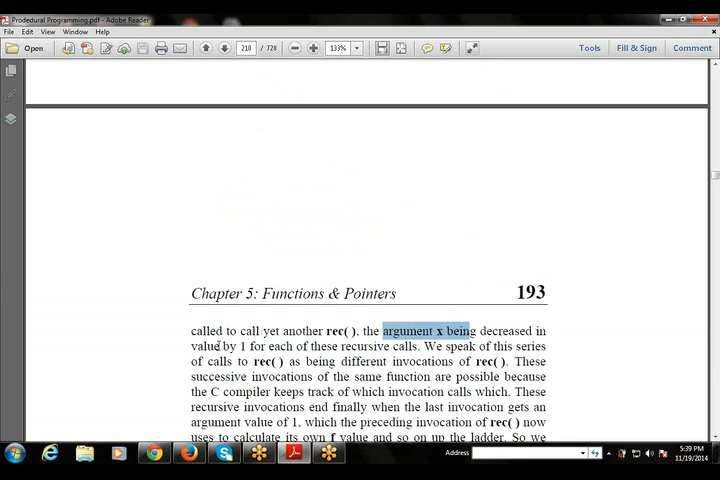 Prodedural Programming.pdf - Adobe Reader
File Edit View Window Help
Open 210 / 728 133% Tools Fill & Sign Comment
Chapter 5: Functions & Pointers 193
called to call yet another rec( ), the argument x being decreased in
value by 1 for each of these recursive calls. We speak of this series
of calls to rec( ) as being different invocations of rec( ). These
successive invocations of the same function are possible because
the C compiler keeps track of which invocation calls which. These
recursive invocations end finally when the last invocation gets an
argument value of 1, which the preceding invocation of rec( ) now
uses to calculate its own f value and so on up the ladder. So we
Address 5:39 PM
11/19/2014